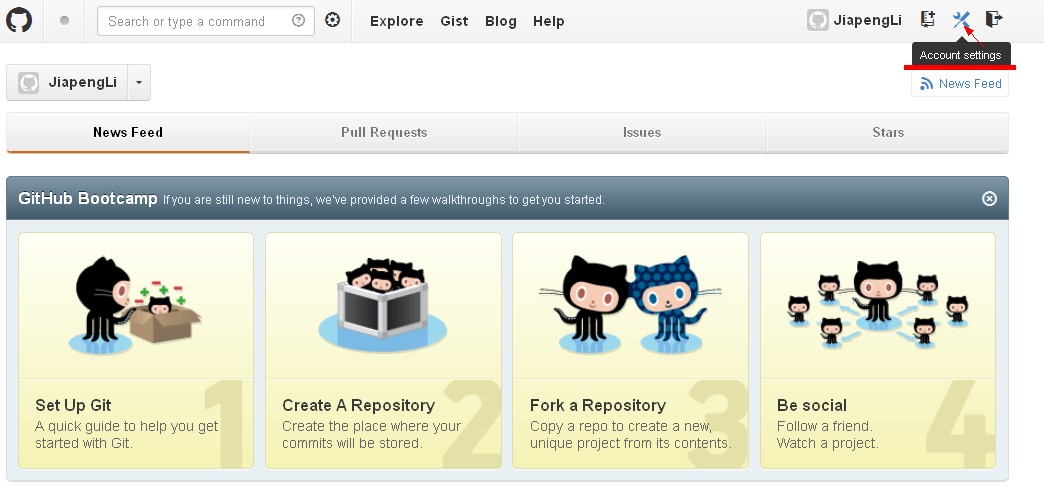 Search or type a command
Explore Gist Blog Help
JiapengLi
Account settings
JiapengLi
News Feed
News Feed
Pull Requests
Issues
Stars
GitHub Bootcamp If you are still new to things, we've provided a few walkthroughs to get you started.
1
Set Up Git
A quick guide to help you get
started with Git.
2
Create A Repository
Create the place where your
commits will be stored.
3
Fork a Repository
Copy a repo to create a new,
unique project from its contents.
4
Be social
Follow a friend.
Watch a project.